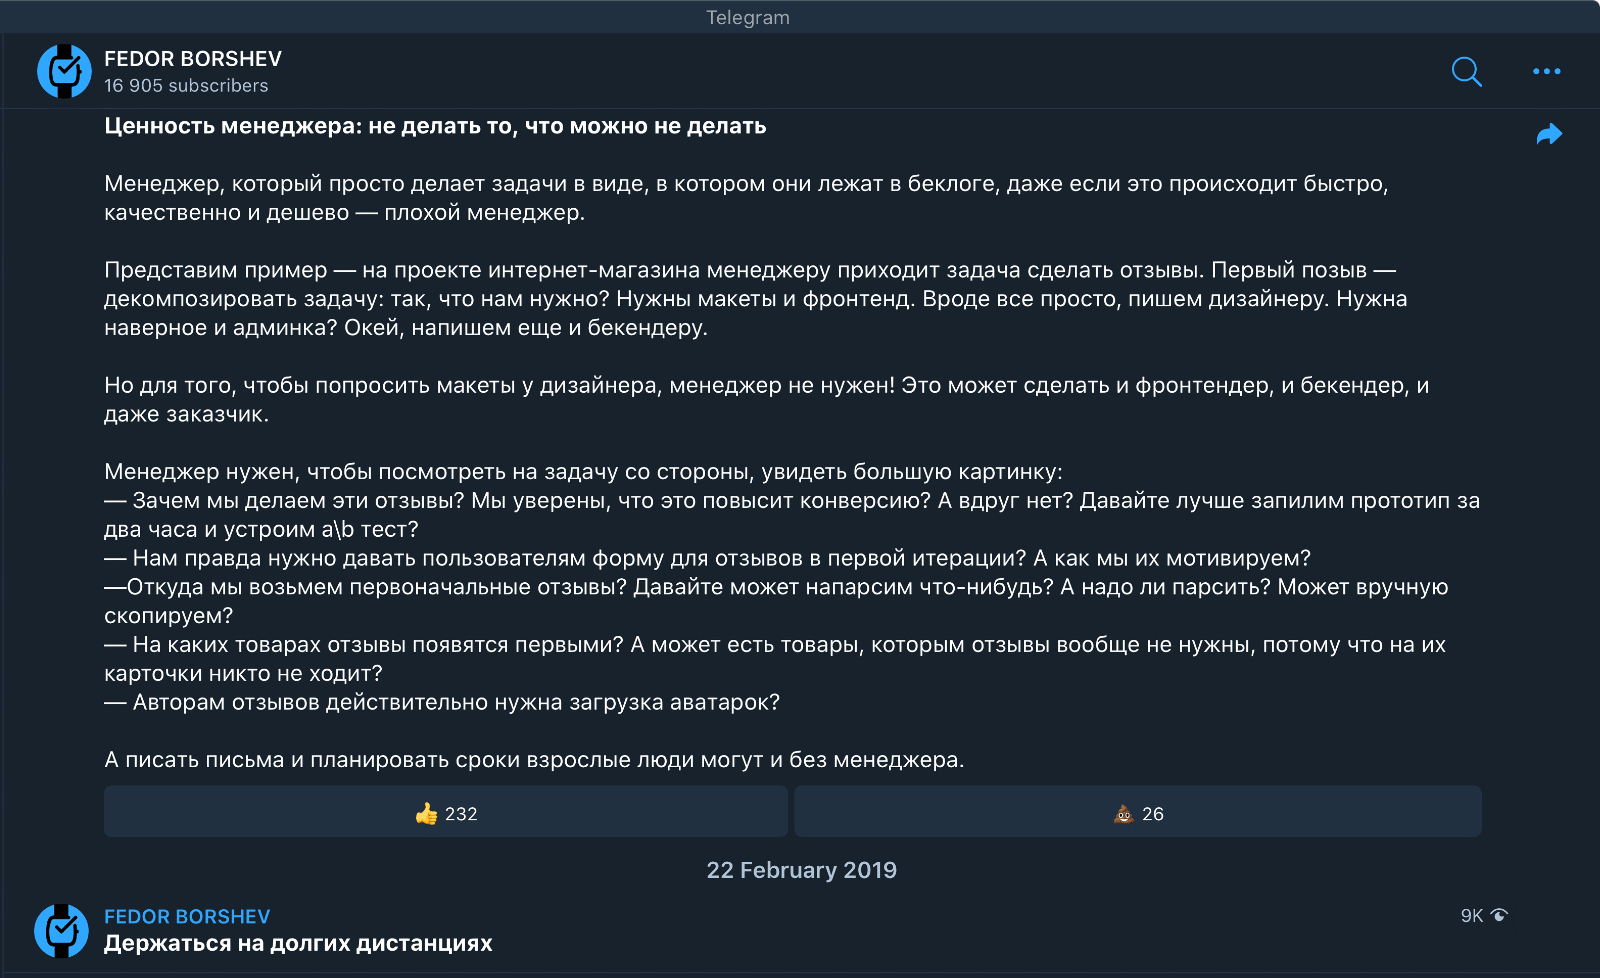 Telegram
FEDOR BORSHEV
16 905 subscribers
Ценность менеджера: не делать то, что можно не делать
Менеджер, который просто делает задачи в виде, в котором они лежат в беклоге, даже если это происходит быстро,
качественно и дешево — плохой менеджер.
Представим пример — на проекте интернет-магазина менеджеру приходит задача сделать отзывы. Первый позыв —
декомпозировать задачу: так, что нам нужно? Нужны макеты и фронтенд. Вроде все просто, пишем дизайнеру. Нужна
наверное и админка? Окей, напишем еще и бекендеру.
Но для того, чтобы попросить макеты у дизайнера, менеджер не нужен! Это может сделать и фронтендер, и бекендер, и
даже заказчик.
Менеджер нужен, чтобы посмотреть на задачу со стороны, увидеть большую картинку:
— Зачем мы делаем эти отзывы? Мы уверены, что это повысит конверсию? А вдруг нет? Давайте лучше запилим прототип за
два часа и устроим a\b тест?
— Нам правда нужно давать пользователям форму для отзывов в первой итерации? А как мы их мотивируем?
—Откуда мы возьмем первоначальные отзывы? Давайте может напарсим что-нибудь? А надо ли парсить? Может вручную
скопируем?
— На каких товарах отзывы появятся первыми? А может есть товары, которым отзывы вообще не нужны, потому что на их
карточки никто не ходит?
— Авторам отзывов действительно нужна загрузка аватарок?
А писать письма и планировать сроки взрослые люди могут и без менеджера.
👍 232
💩 26
22 February 2019
FEDOR BORSHEV
9K
Держаться на долгих дистанциях